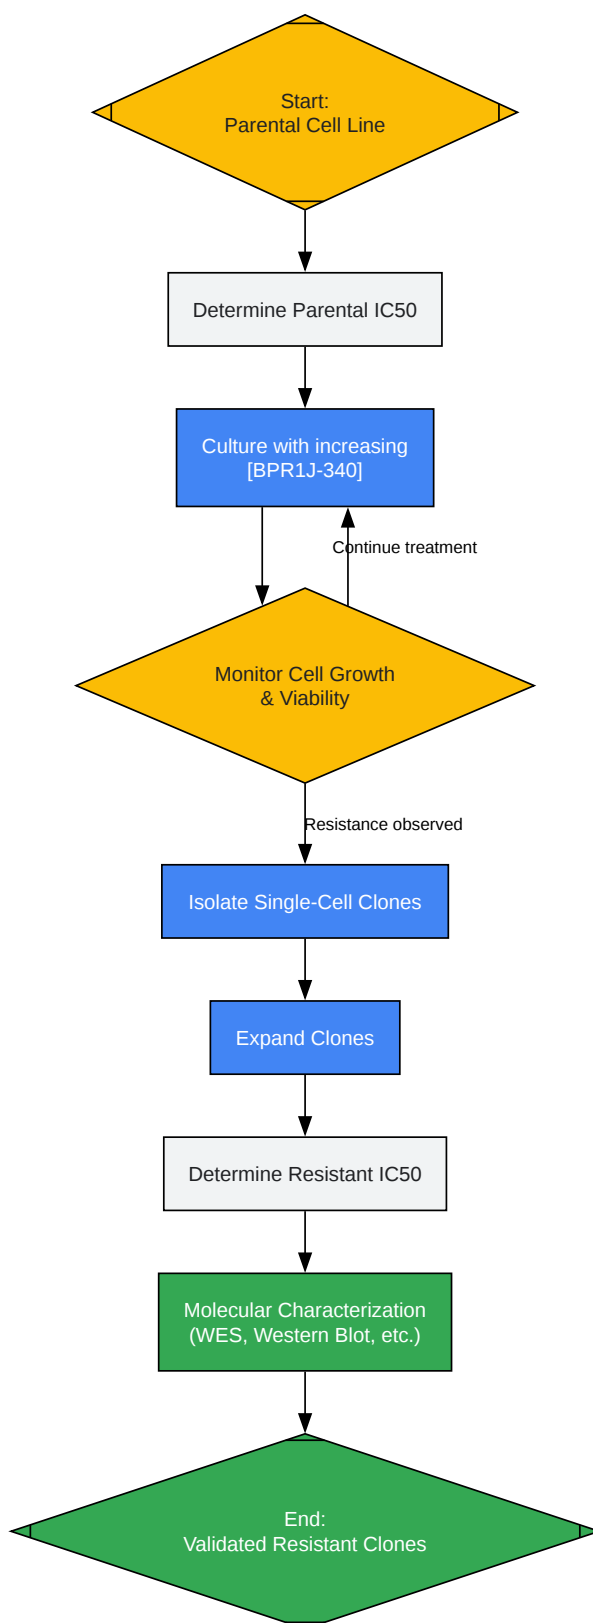 Start:
Parental Cell Line
Determine Parental IC50
Culture with increasing
[BPR1J-340]
Continue treatment
Monitor Cell Growth
& Viability
Resistance observed
Isolate Single-Cell Clones
Expand Clones
Determine Resistant IC50
Molecular Characterization
(WES, Western Blot, etc.)
End:
Validated Resistant Clones